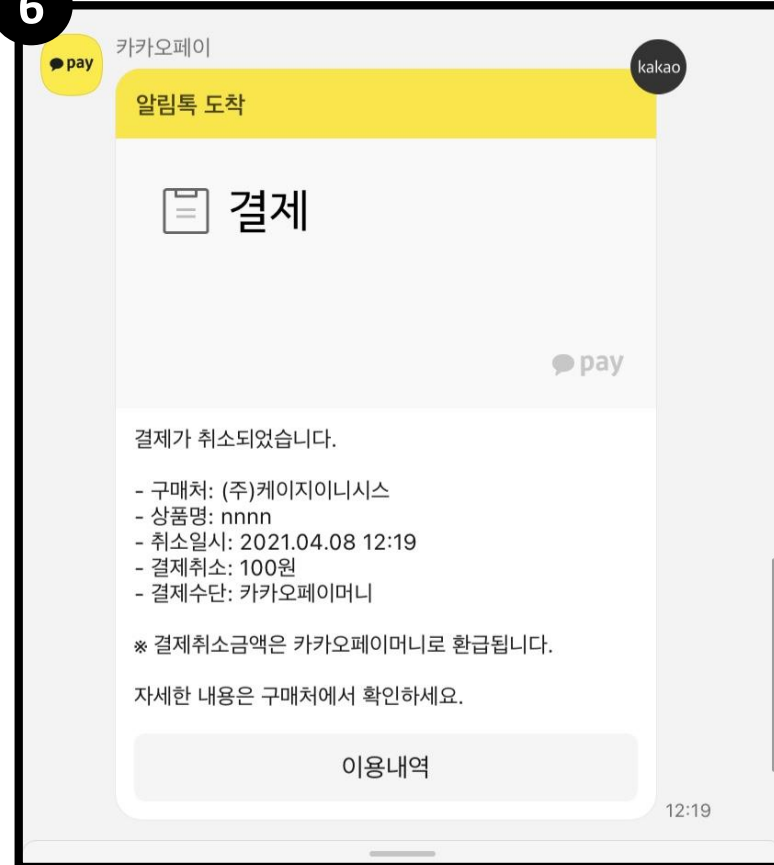 6
카카오페이
pay
kakao
알림톡 도착
결제
pay
결제가 취소되었습니다.
- 구매처: (주)케이지이니시스
- 상품명: nnnn
- 취소일시: 2021.04.08 12:19
- 결제취소: 100원
- 결제수단: 카카오페이머니
※ 결제취소금액은 카카오페이머니로 환급됩니다.
자세한 내용은 구매처에서 확인하세요.
이용내역
12:19